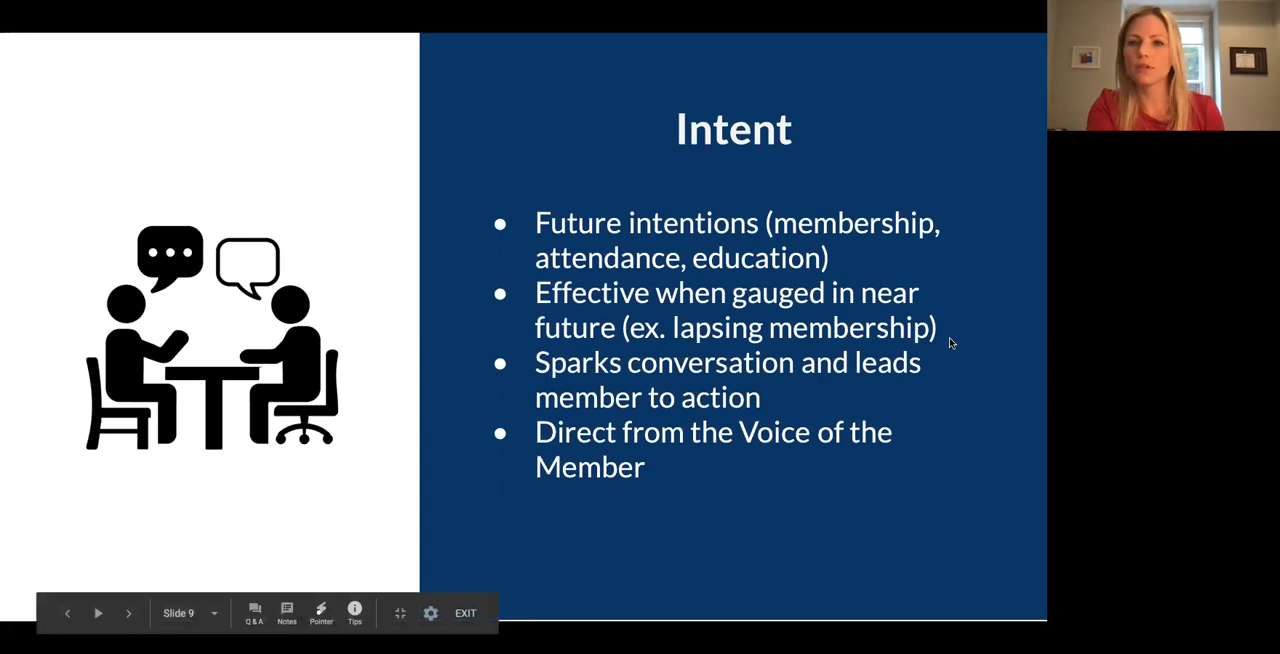 Intent
• Future intentions (membership,
attendance, education)
• Effective when gauged in near
future (ex. lapsing membership)
• Sparks conversation and leads
member to action
• Direct from the Voice of the
Member
Slide 9
Q & A
Notes
Pointer
Tips
EXIT